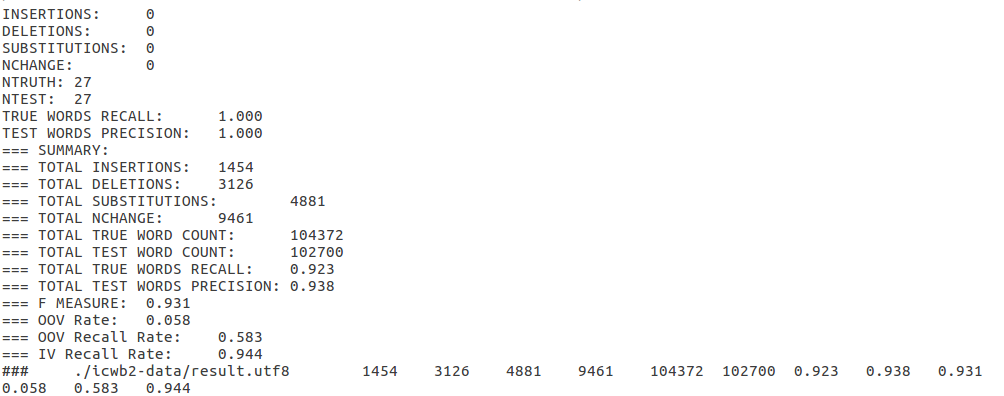 INSERTIONS:	0
DELETIONS:	0
SUBSTITUTIONS:	0
NCHANGE:	0
NTRUTH:	27
NTEST:	27
TRUE WORDS RECALL:	1.000
TEST WORDS PRECISION:	1.000
=== SUMMARY:
=== TOTAL INSERTIONS:	1454
=== TOTAL DELETIONS:	3126
=== TOTAL SUBSTITUTIONS:	4881
=== TOTAL NCHANGE:	9461
=== TOTAL TRUE WORD COUNT:	104372
=== TOTAL TEST WORD COUNT:	102700
=== TOTAL TRUE WORDS RECALL:	0.923
=== TOTAL TEST WORDS PRECISION:	0.938
=== F MEASURE:	0.931
=== OOV Rate:	0.058
=== OOV Recall Rate:	0.583
=== IV Recall Rate:	0.944
###	./icwb2-data/result.utf8	1454	3126	4881	9461	104372	102700	0.923	0.938	0.931
0.058	0.583	0.944